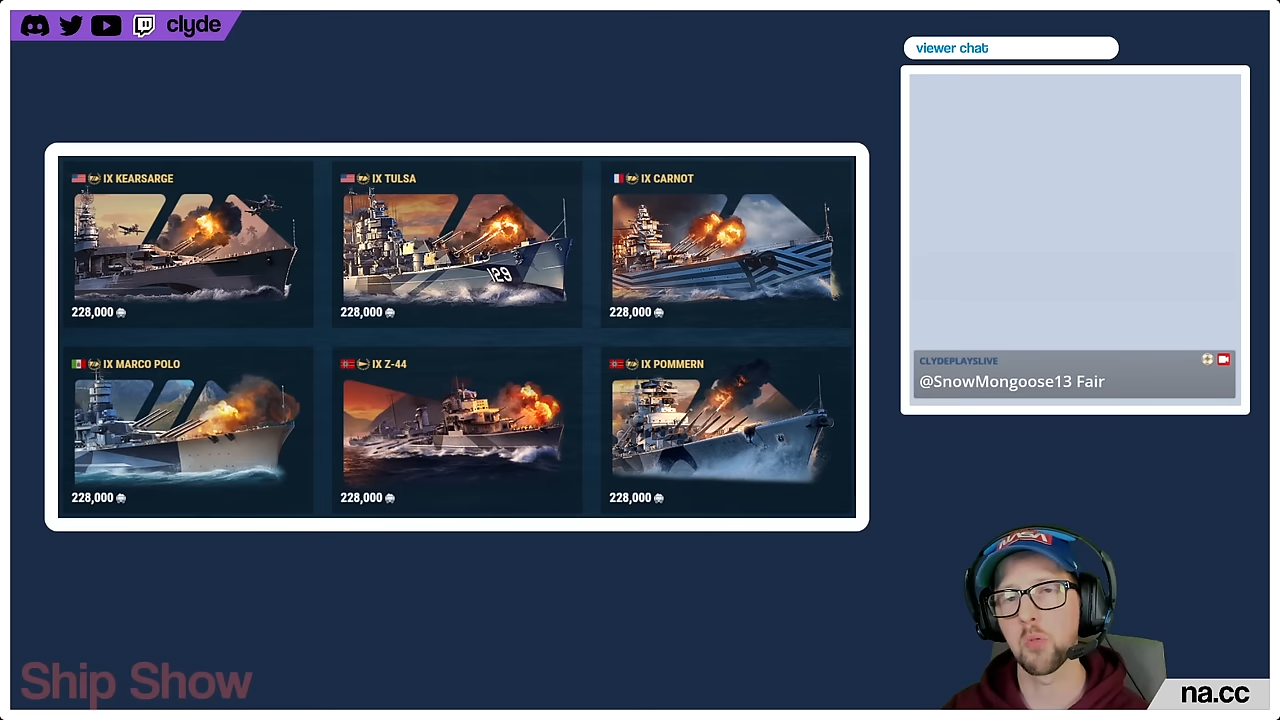 clyde
viewer chat
IX KEARSARGE
228,000
IX TULSA
129
228,000
IX CARNOT
228,000
IX MARCO POLO
228,000
IX Z-44
228,000
IX POMMERN
228,000
CLYDEPLAYSLIVE
@SnowMongoose13 Fair
NASA
Ship Show
na.cc